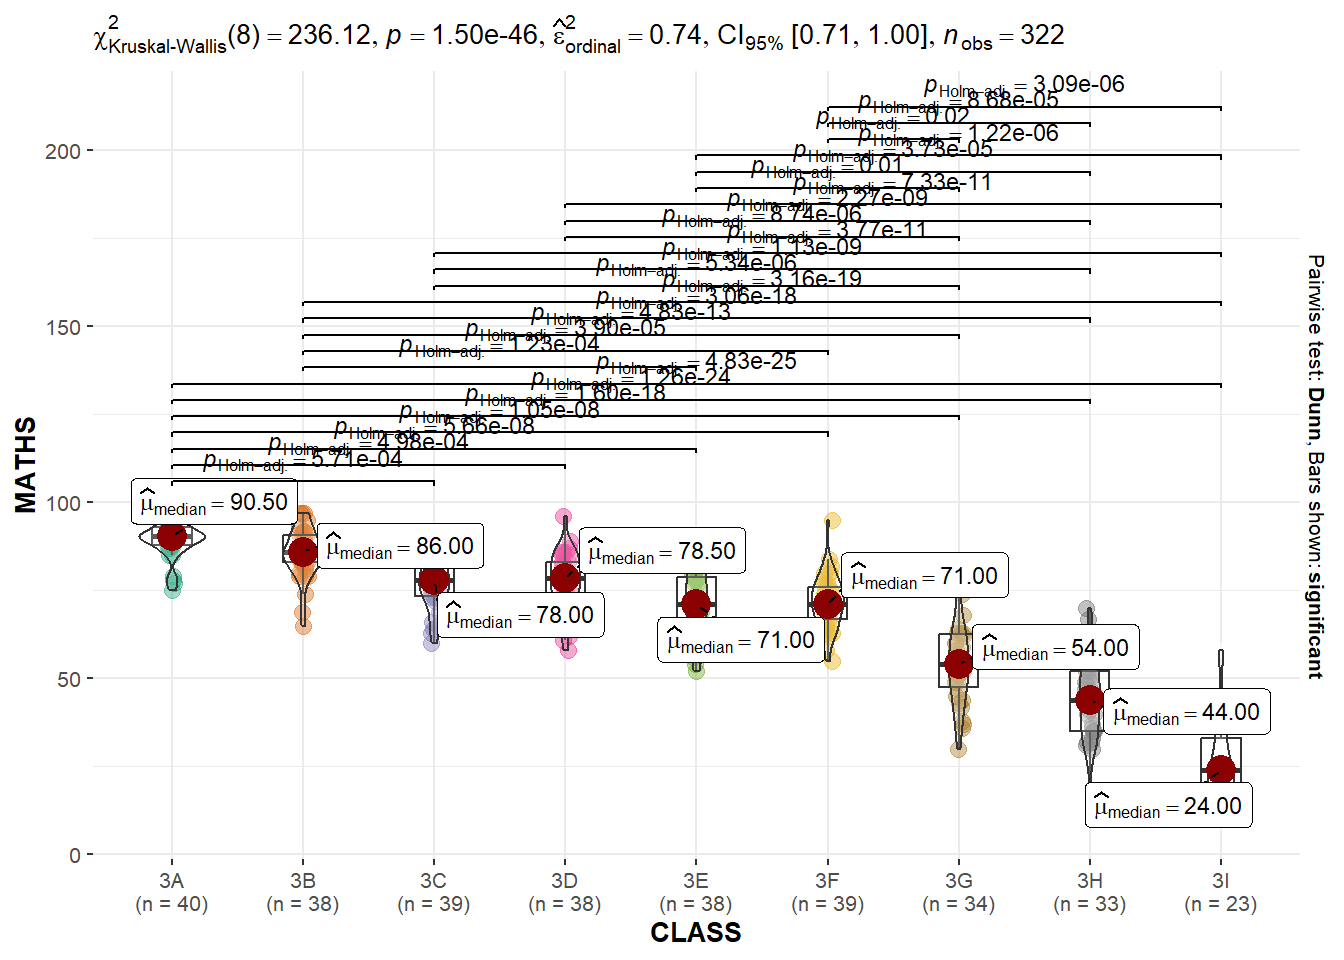 χ²Kruskal-Wallis(8) = 236.12, p = 1.50e-46, ε̂²ordinal = 0.74, CI95% [0.71, 1.00], nobs = 322
pHolm−adj. = 3.09e-06
pHolm−adj. = 8.68e-05
pHolm−adj. = 0.02
pHolm−adj. = 1.22e-06
pHolm−adj. = 3.73e-05
pHolm−adj. = 0.01
pHolm−adj. = 7.33e-11
pHolm−adj. = 2.27e-09
pHolm−adj. = 8.74e-06
pHolm−adj. = 3.77e-11
pHolm−adj. = 1.13e-09
pHolm−adj. = 5.34e-06
pHolm−adj. = 3.16e-19
pHolm−adj. = 3.06e-18
pHolm−adj. = 4.83e-13
pHolm−adj. = 3.90e-05
pHolm−adj. = 1.23e-04
pHolm−adj. = 4.83e-25
pHolm−adj. = 1.26e-24
pHolm−adj. = 1.60e-18
pHolm−adj. = 1.05e-08
pHolm−adj. = 5.66e-08
pHolm−adj. = 4.98e-04
pHolm−adj. = 5.71e-04
μ̂median = 90.50
μ̂median = 86.00
μ̂median = 78.00
μ̂median = 78.50
μ̂median = 71.00
μ̂median = 71.00
μ̂median = 54.00
μ̂median = 44.00
μ̂median = 24.00
200
150
100
50
0
MATHS
3A 3B 3C 3D 3E 3F 3G 3H 3I
(n = 40) (n = 38) (n = 39) (n = 38) (n = 38) (n = 39) (n = 34) (n = 33) (n = 23)
CLASS
Pairwise test: Dunn, Bars shown: significant